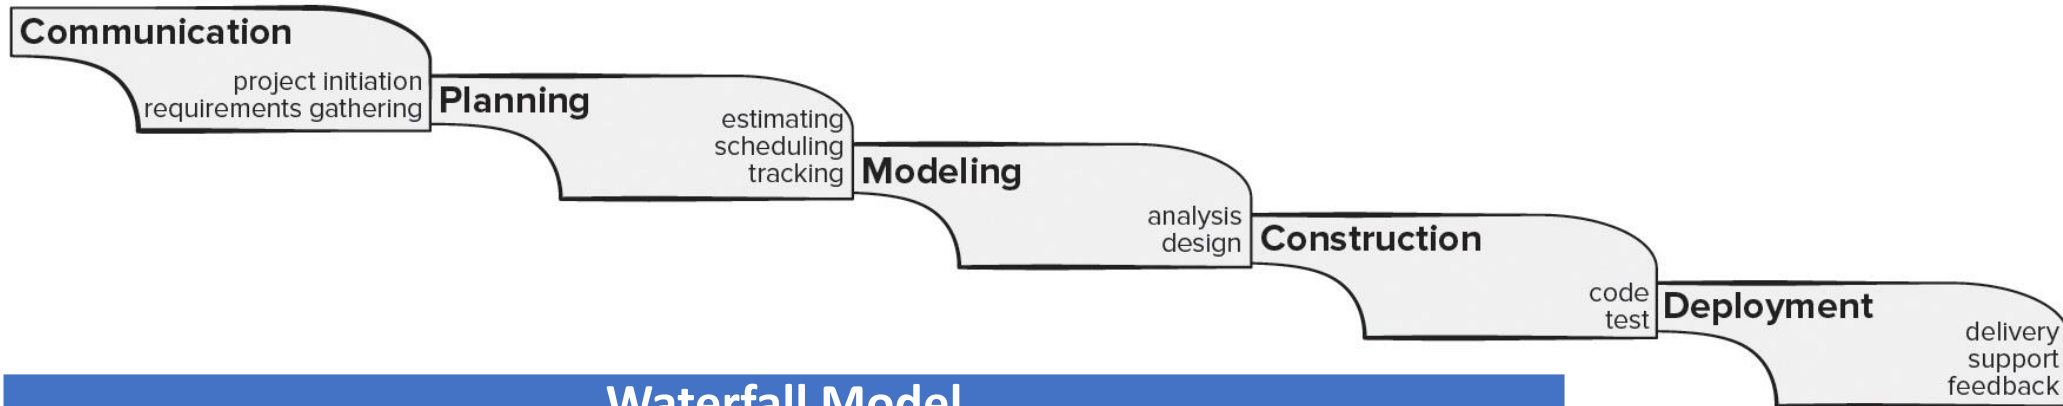 Communication
project initiation
requirements gathering
Planning
estimating
scheduling
tracking
Modeling
analysis
design
Construction
code
test
Deployment
delivery
support
feedback
Waterfall Model